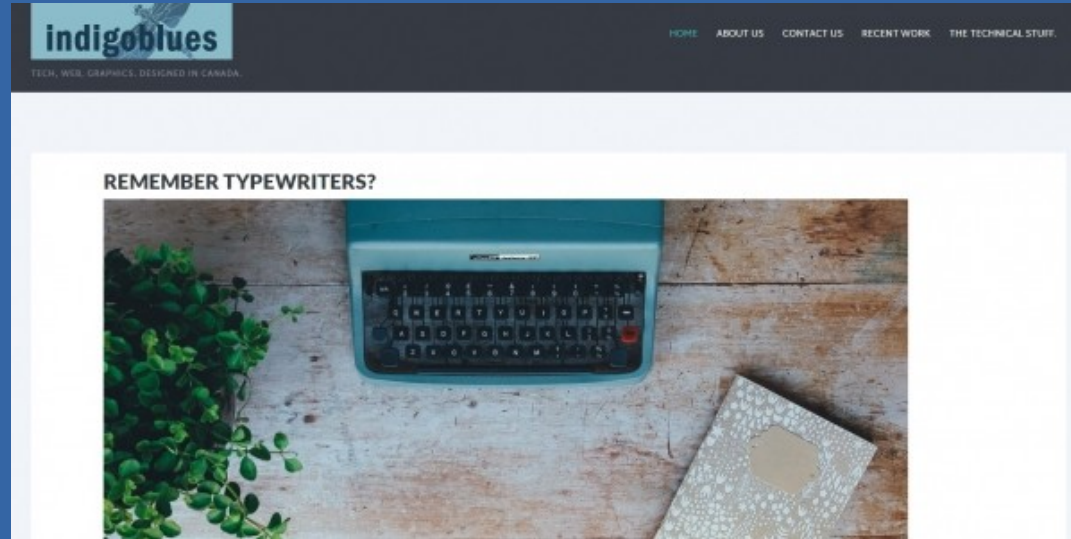 indigoblues
TECH, WEB, GRAPHICS. DESIGNED IN CANADA.
HOME ABOUT US CONTACT US RECENT WORK THE TECHNICAL STUFF.
REMEMBER TYPEWRITERS?